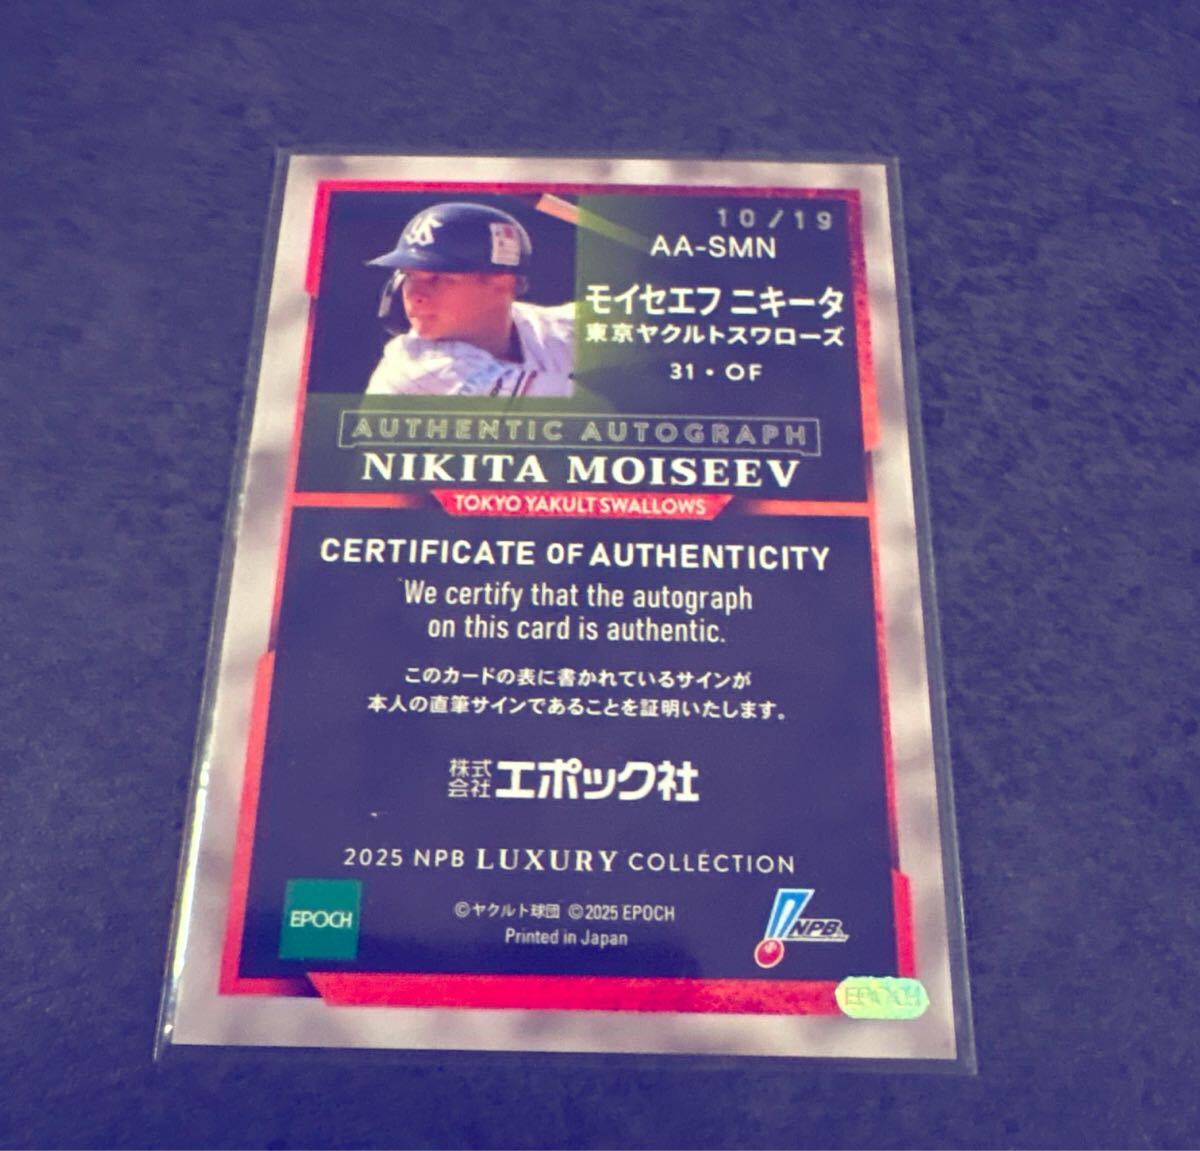 10/19
AA-SMN
モイセエフ ニキータ
東京ヤクルトスワローズ
31・OF
AUTHENTIC AUTOGRAPH
NIKITA MOISEEV
TOKYO YAKULT SWALLOWS
CERTIFICATE OF AUTHENTICITY
We certify that the autograph
on this card is authentic.
このカードの表に書かれているサインが
本人の直筆サインであることを証明いたします。
株式会社エポック社
2025 NPB LUXURY COLLECTION
EPOCH
©ヤクルト球団 ©2025 EPOCH
Printed in Japan
NPB
EPOCH